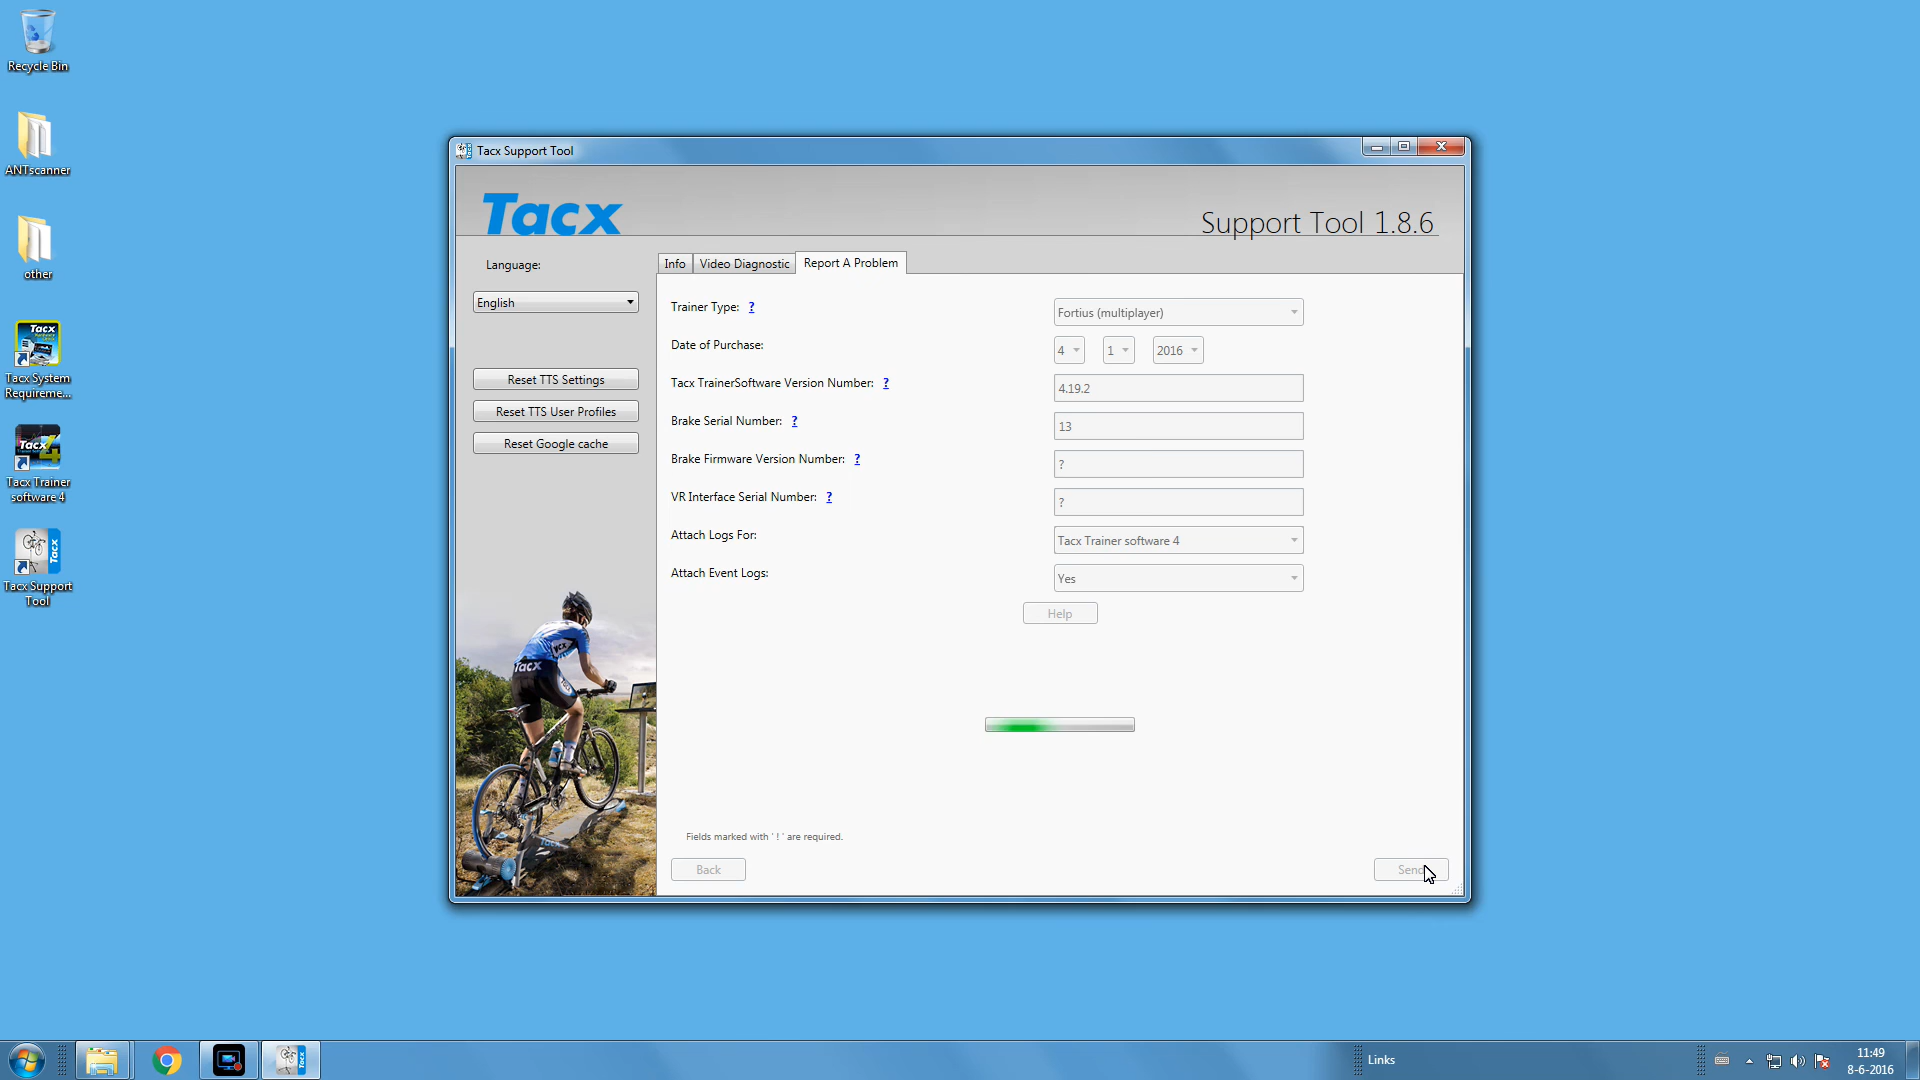 Recycle Bin
ANTscanner
other
Tacx System
Requireme...
Tacx Trainer
software 4
Tacx Support
Tool
Tacx Support Tool
Tacx
Support Tool 1.8.6
Language:
English
Reset TTS Settings
Reset TTS User Profiles
Reset Google cache
Info
Video Diagnostic
Report A Problem
Trainer Type: ?
Fortius (multiplayer)
Date of Purchase:
4 1 2016
Tacx TrainerSoftware Version Number: ?
4.19.2
Brake Serial Number: ?
13
Brake Firmware Version Number: ?
?
VR Interface Serial Number: ?
?
Attach Logs For:
Tacx Trainer software 4
Attach Event Logs:
Yes
Help
Fields marked with ' ! ' are required.
Back
Send
Links
11:49
8-6-2016